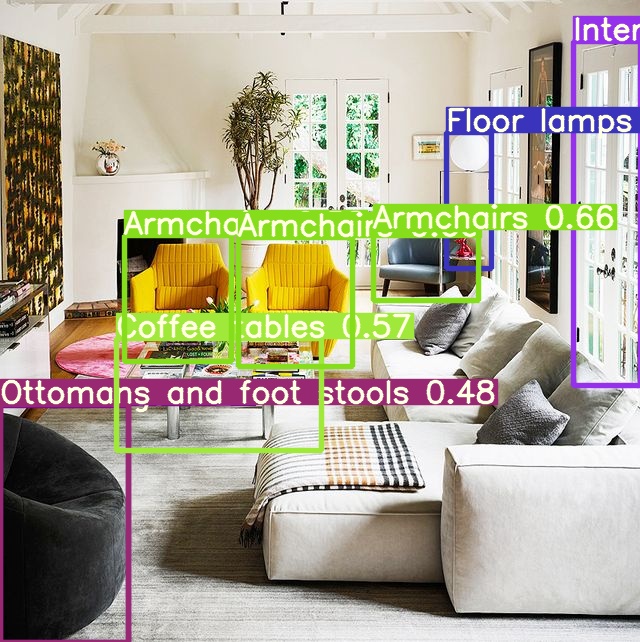 Inter
Floor lamps
Armcha
Armchairs
Armchairs 0.66
Coffee tables 0.57
Ottomans and foot stools 0.48